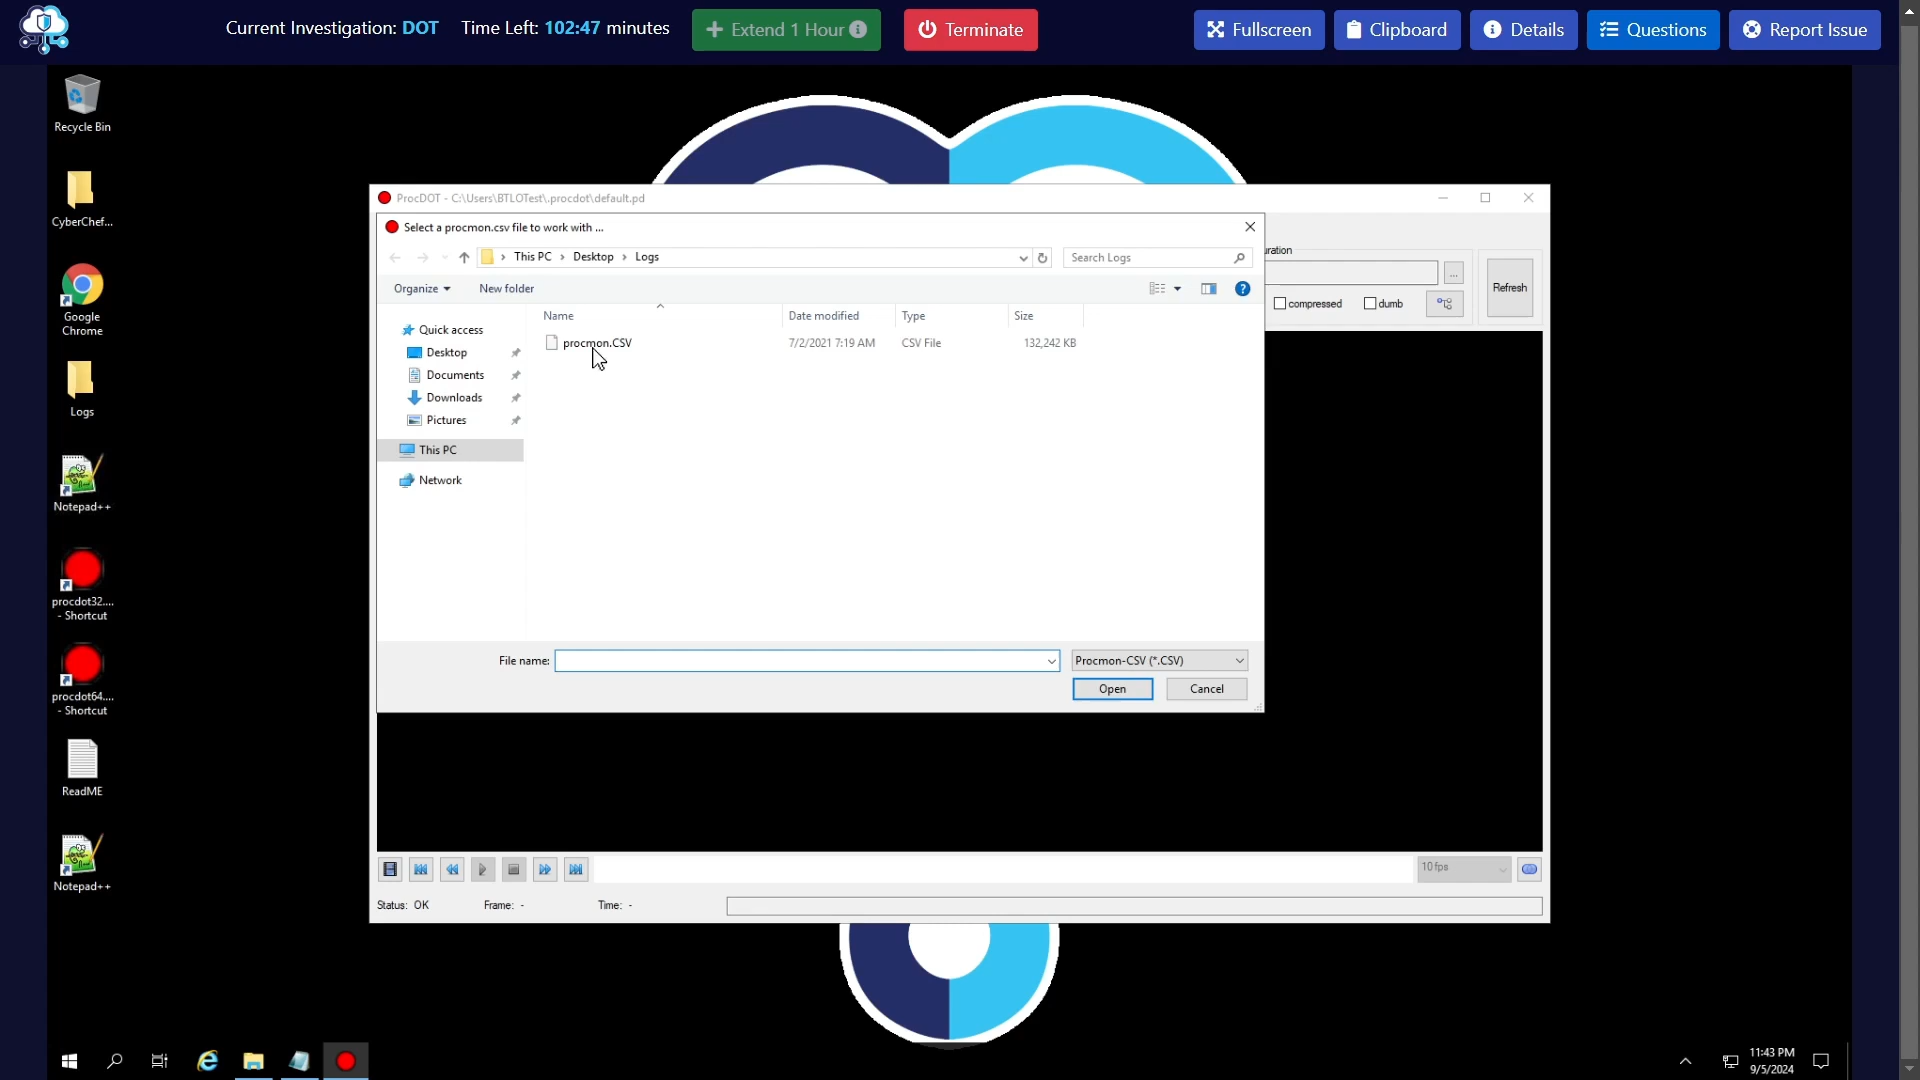 Current Investigation: DOT
Time Left: 102:47 minutes
Extend 1 Hour
Terminate
Fullscreen
Clipboard
Details
Questions
Report Issue
Recycle Bin
CyberChef...
Google
Chrome
Logs
Notepad++
procdot32....
- Shortcut
procdot64....
- Shortcut
ReadME
Notepad++
ProcDOT - C:\Users\BTLOTest\.procdot\default.pd
Select a procmon.csv file to work with ...
This PC > Desktop > Logs
Search Logs
Organize
New folder
Name
Date modified
Type
Size
procmon.CSV
7/2/2021 7:19 AM
CSV File
132,242 KB
Quick access
Desktop
Documents
Downloads
Pictures
This PC
Network
File name:
Procmon-CSV (*.CSV)
Open
Cancel
uration
...
compressed
dumb
Refresh
10 fps
Status: OK
Frame: -
Time: -
11:43 PM
9/5/2024